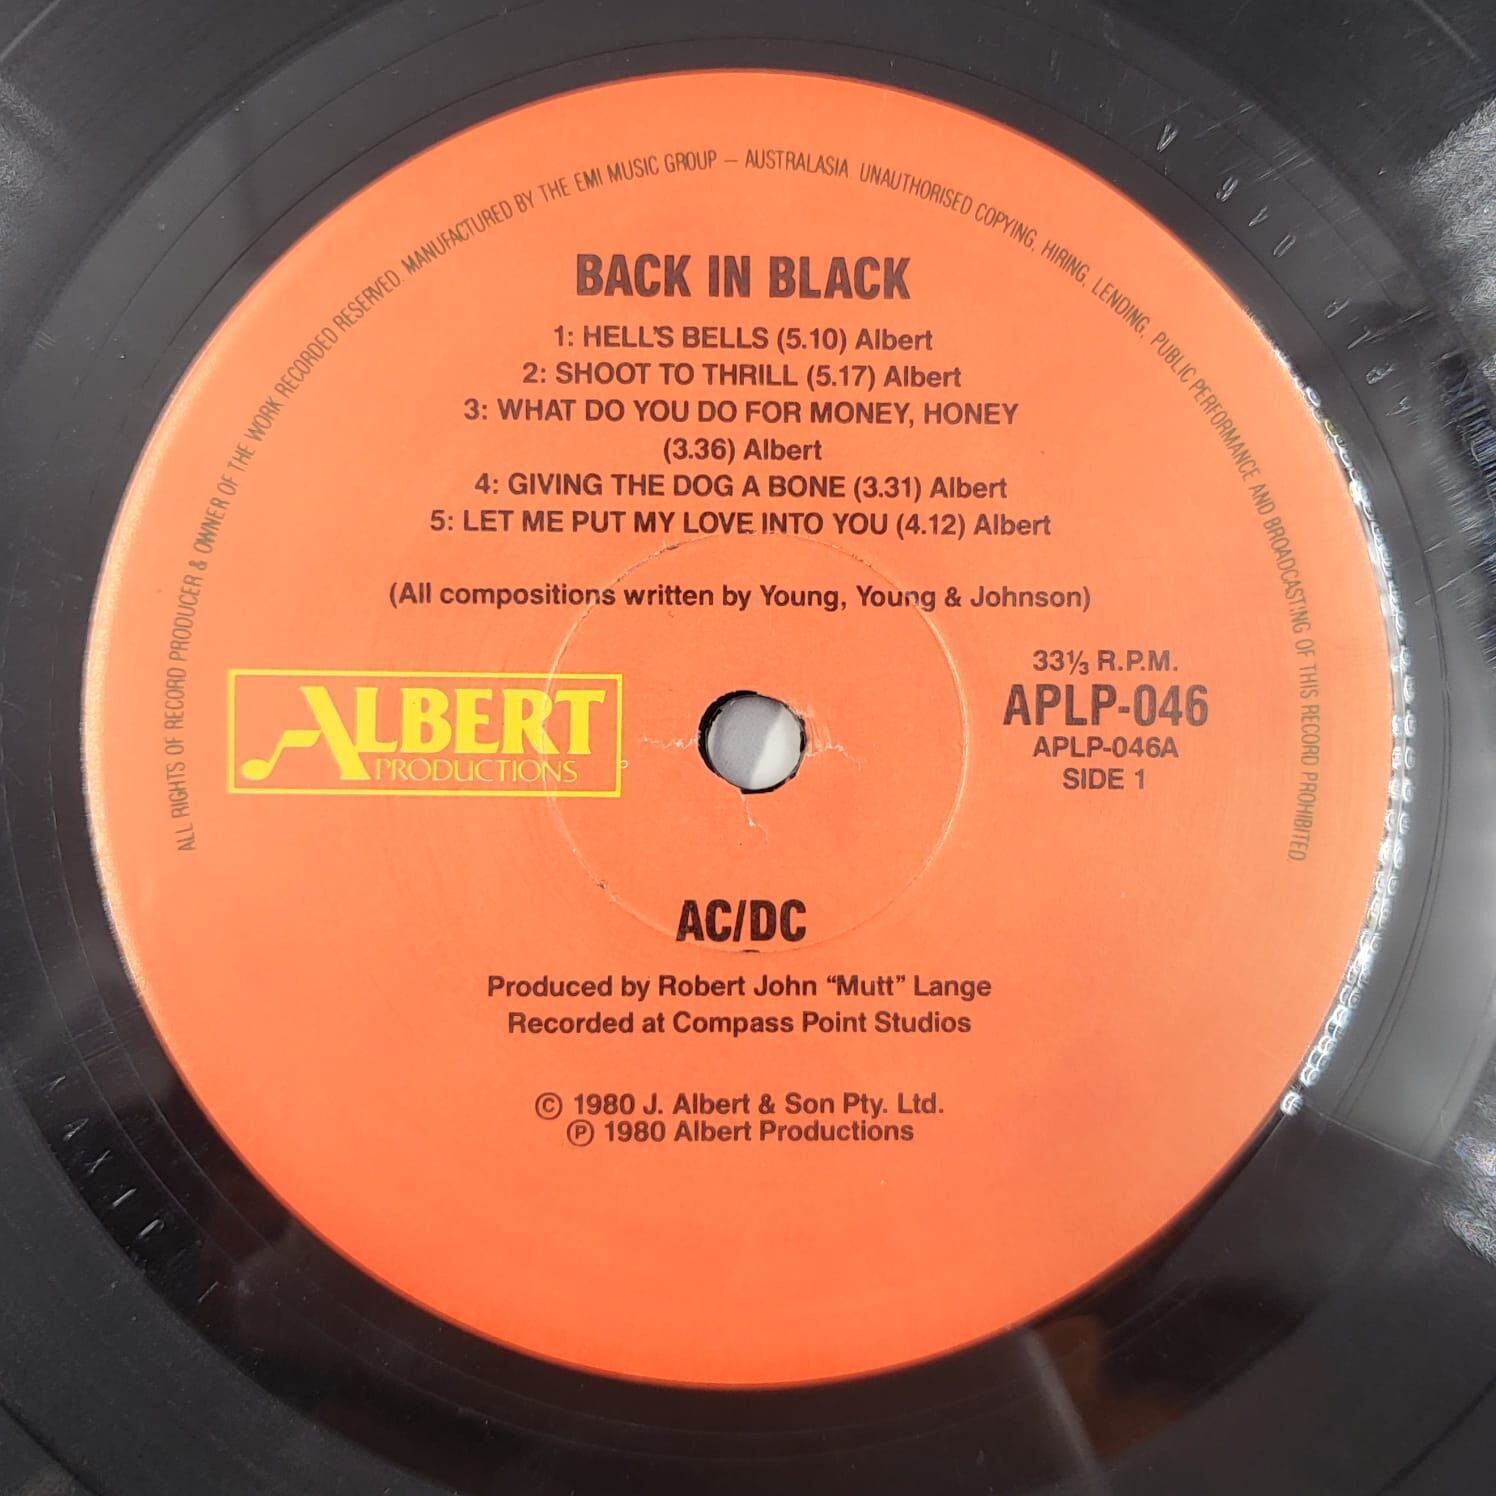 ALL RIGHTS OF RECORD PRODUCER & OWNER OF THE WORK RECORDED RESERVED. MANUFACTURED BY THE EMI MUSIC GROUP – AUSTRALASIA UNAUTHORISED COPYING, HIRING, LENDING, PUBLIC PERFORMANCE AND BROADCASTING OF THIS RECORD PROHIBITED.
BACK IN BLACK
1: HELL'S BELLS (5.10) Albert
2: SHOOT TO THRILL (5.17) Albert
3: WHAT DO YOU DO FOR MONEY, HONEY
(3.36) Albert
4: GIVING THE DOG A BONE (3.31) Albert
5: LET ME PUT MY LOVE INTO YOU (4.12) Albert
(All compositions written by Young, Young & Johnson)
ALBERT
PRODUCTIONS
33⅓ R.P.M.
APLP-046
APLP-046A
SIDE 1
AC/DC
Produced by Robert John “Mutt” Lange
Recorded at Compass Point Studios
© 1980 J. Albert & Son Pty. Ltd.
℗ 1980 Albert Productions